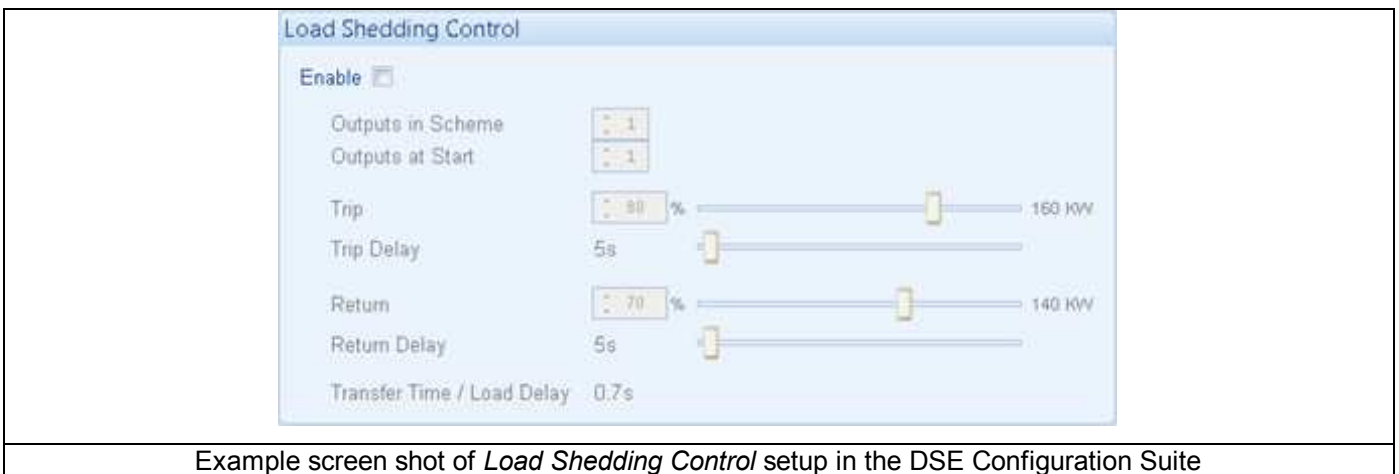 Load Shedding Control
Enable
Outputs in Scheme 1
Outputs at Start 1
Trip 80 % 160 KW
Trip Delay 5s
Return 70 % 140 KW
Return Delay 5s
Transfer Time / Load Delay 0.7s
Example screen shot of Load Shedding Control setup in the DSE Configuration Suite